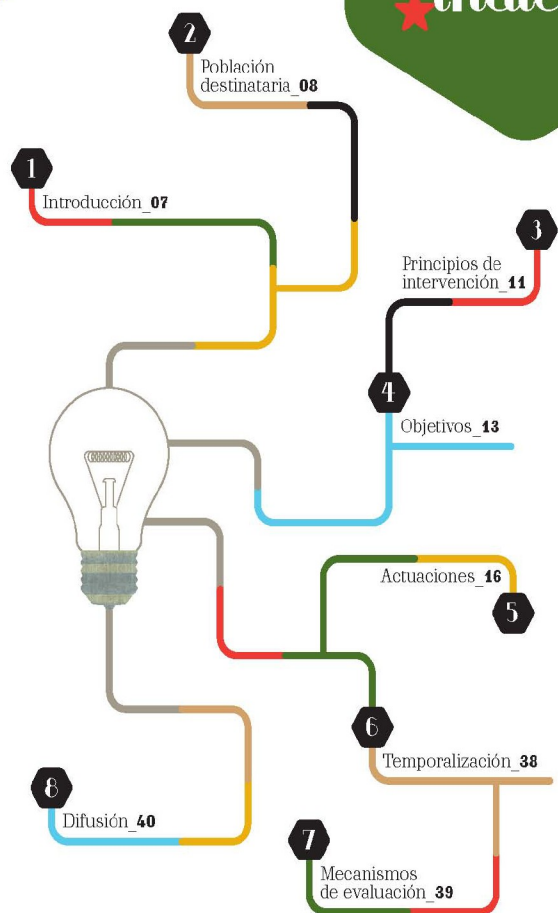 2
Población
destinataria_08
1
Introducción_07
3
Principios de
intervención_11
4
Objetivos_13
Actuaciones_16
5
6
Temporalización_38
8
Difusión_40
7
Mecanismos
de evaluación_39